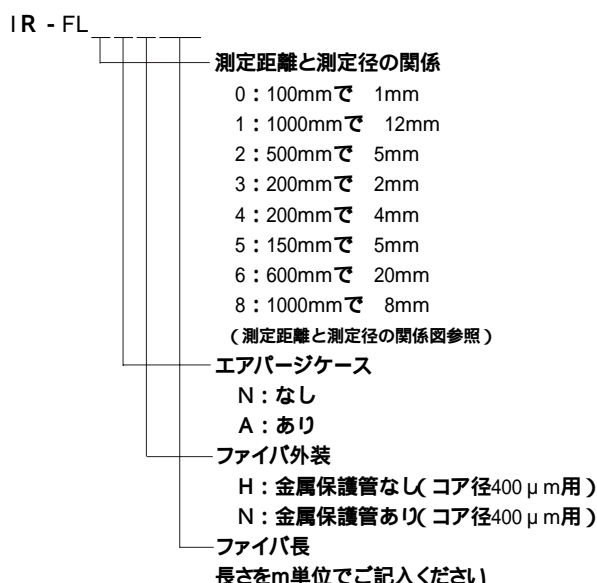 IR - FL
測定距離と測定径の関係
0：100mmで 1mm
1：1000mmで 12mm
2：500mmで 5mm
3：200mmで 2mm
4：200mmで 4mm
5：150mmで 5mm
6：600mmで 20mm
8：1000mmで 8mm
（測定距離と測定径の関係図参照）
エアパージケース
N：なし
A：あり
ファイバ外装
H：金属保護管なし（コア径400μm用）
N：金属保護管あり（コア径400μm用）
ファイバ長
長さをm単位でご記入ください